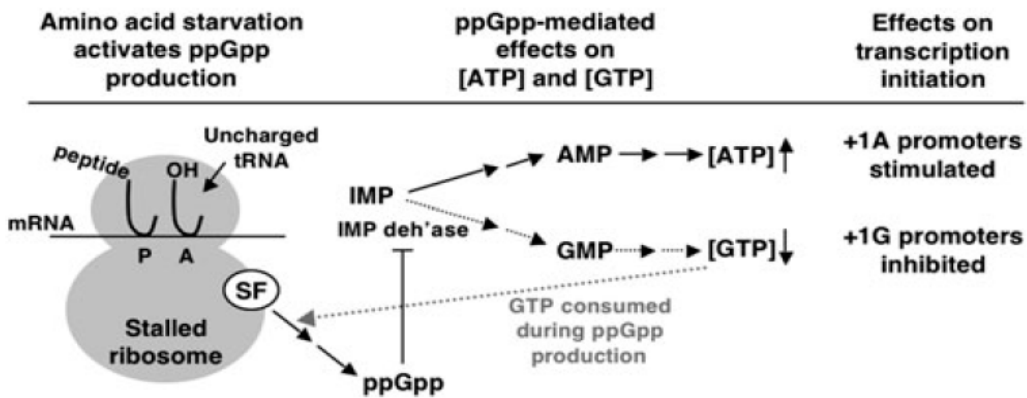 Amino acid starvation
activates ppGpp
production
ppGpp-mediated
effects on
[ATP] and [GTP]
Effects on
transcription
initiation
peptide
OH
Uncharged
tRNA
mRNA
P
A
SF
Stalled
ribosome
ppGpp
IMP
IMP deh'ase
AMP
[ATP]
GMP
[GTP]
GTP consumed
during ppGpp
production
+1A promoters
stimulated
+1G promoters
inhibited